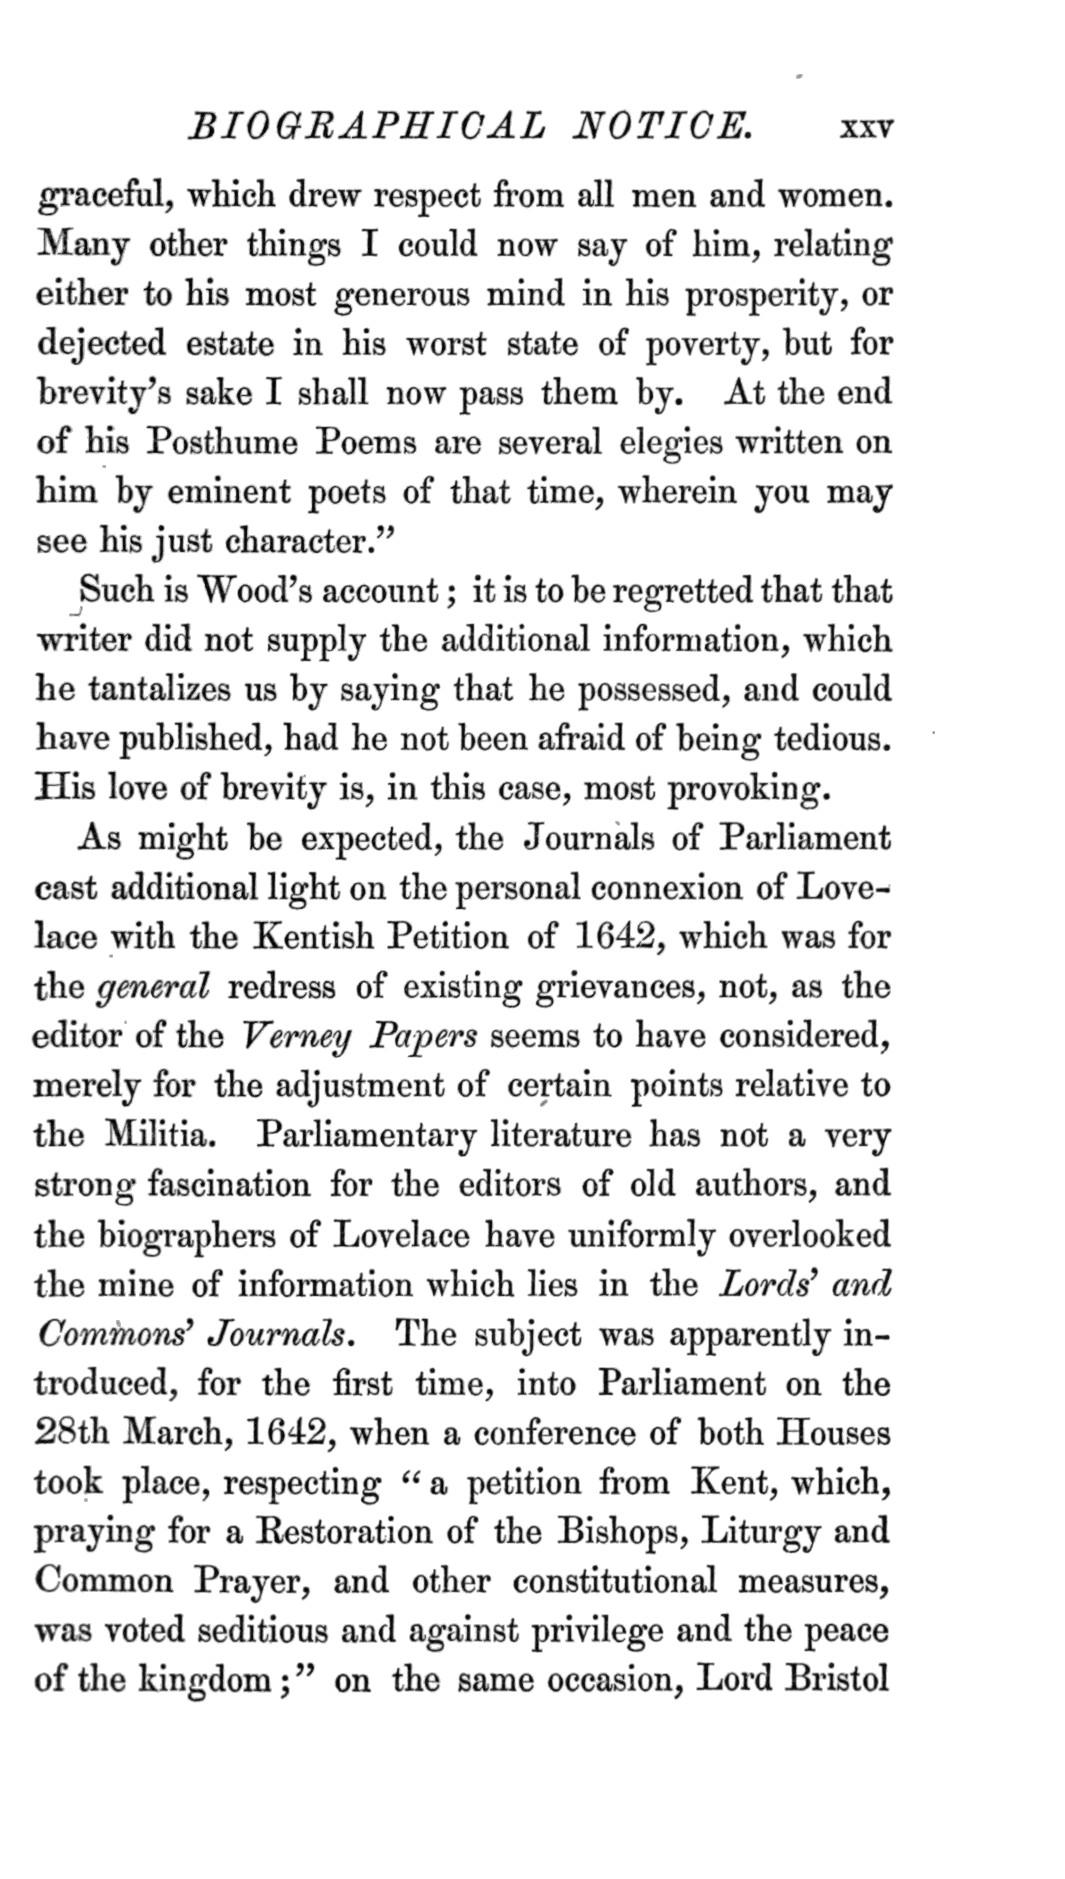 BIOGRAPHICAL NOTICE. xxv
graceful, which drew respect from all men and women.
Many other things I could now say of him, relating
either to his most generous mind in his prosperity, or
dejected estate in his worst state of poverty, but for
brevity's sake I shall now pass them by. At the end
of his Posthume Poems are several elegies written on
him by eminent poets of that time, wherein you may
see his just character.”
Such is Wood's account; it is to be regretted that that
writer did not supply the additional information, which
he tantalizes us by saying that he possessed, and could
have published, had he not been afraid of being tedious.
His love of brevity is, in this case, most provoking.
As might be expected, the Journals of Parliament
cast additional light on the personal connexion of Love-
lace with the Kentish Petition of 1642, which was for
the general redress of existing grievances, not, as the
editor of the Verney Papers seems to have considered,
merely for the adjustment of certain points relative to
the Militia. Parliamentary literature has not a very
strong fascination for the editors of old authors, and
the biographers of Lovelace have uniformly overlooked
the mine of information which lies in the Lords' and
Commons' Journals. The subject was apparently in-
troduced, for the first time, into Parliament on the
28th March, 1642, when a conference of both Houses
took place, respecting “a petition from Kent, which,
praying for a Restoration of the Bishops, Liturgy and
Common Prayer, and other constitutional measures,
was voted seditious and against privilege and the peace
of the kingdom;” on the same occasion, Lord Bristol